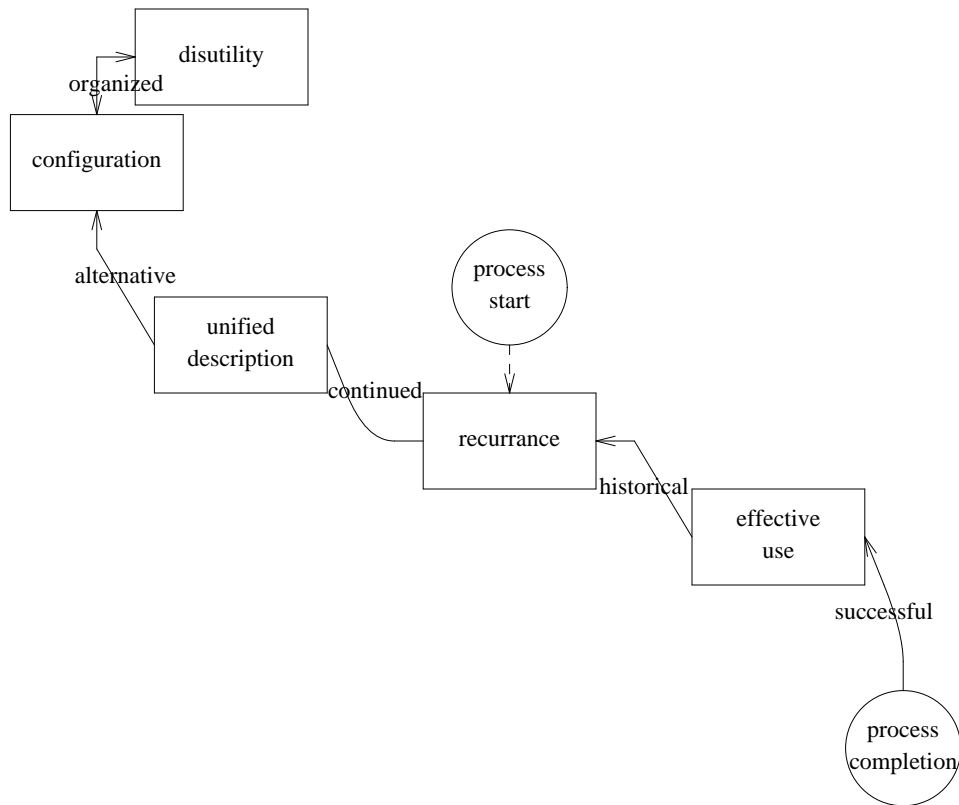 disutility
organized
configuration
alternative
process
start
unified
description
continued
recurrance
historical
effective
use
successful
process
completion